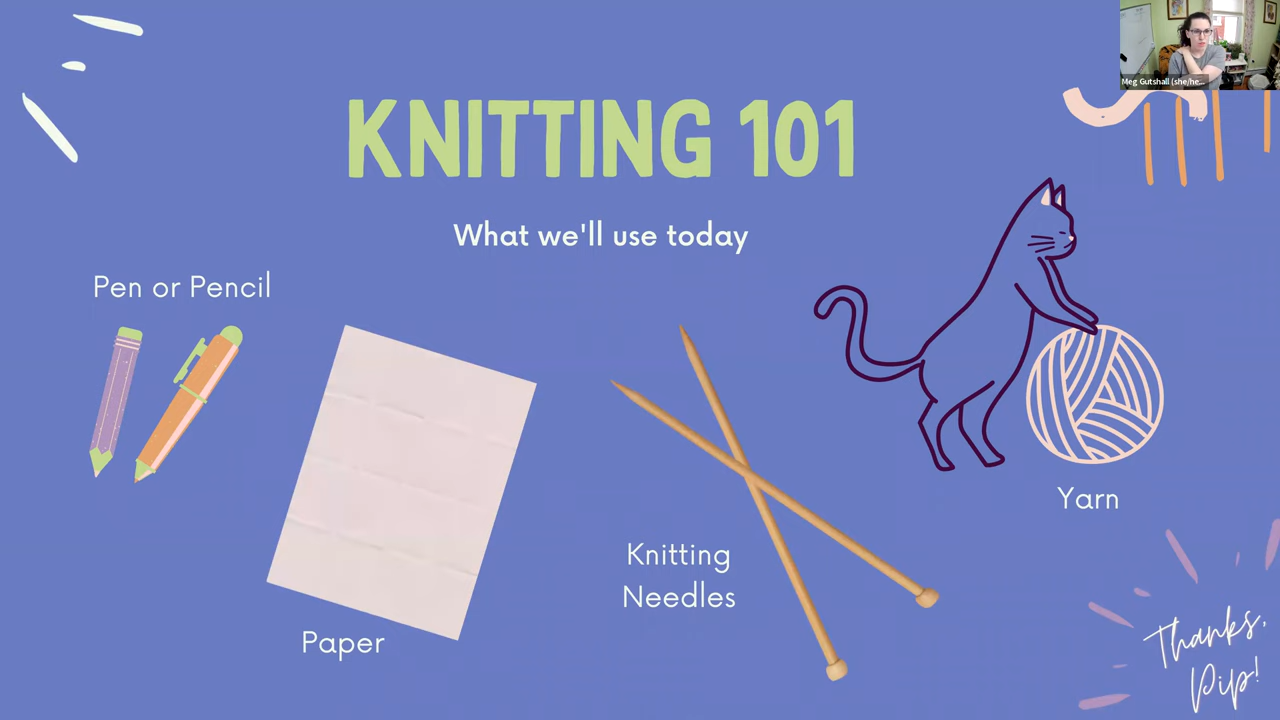 Meg Gutshall (she/he...
KNITTING 101
What we'll use today
Pen or Pencil
Yarn
Knitting
Needles
Paper
Thanks,
Pip!